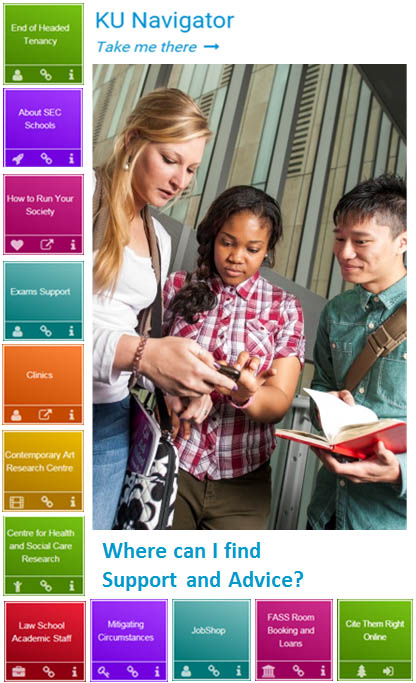 KU Navigator
Take me there →
End of Headed
Tenancy
About SEC
Schools
How to Run Your
Society
Exams Support
Clinics
Contemporary Art
Research Centre
Centre for Health
and Social Care
Research
Where can I find
Support and Advice?
Law School
Academic Staff
Mitigating
Circumstances
JobShop
FASS Room
Booking and
Loans
Cite Them Right
Online